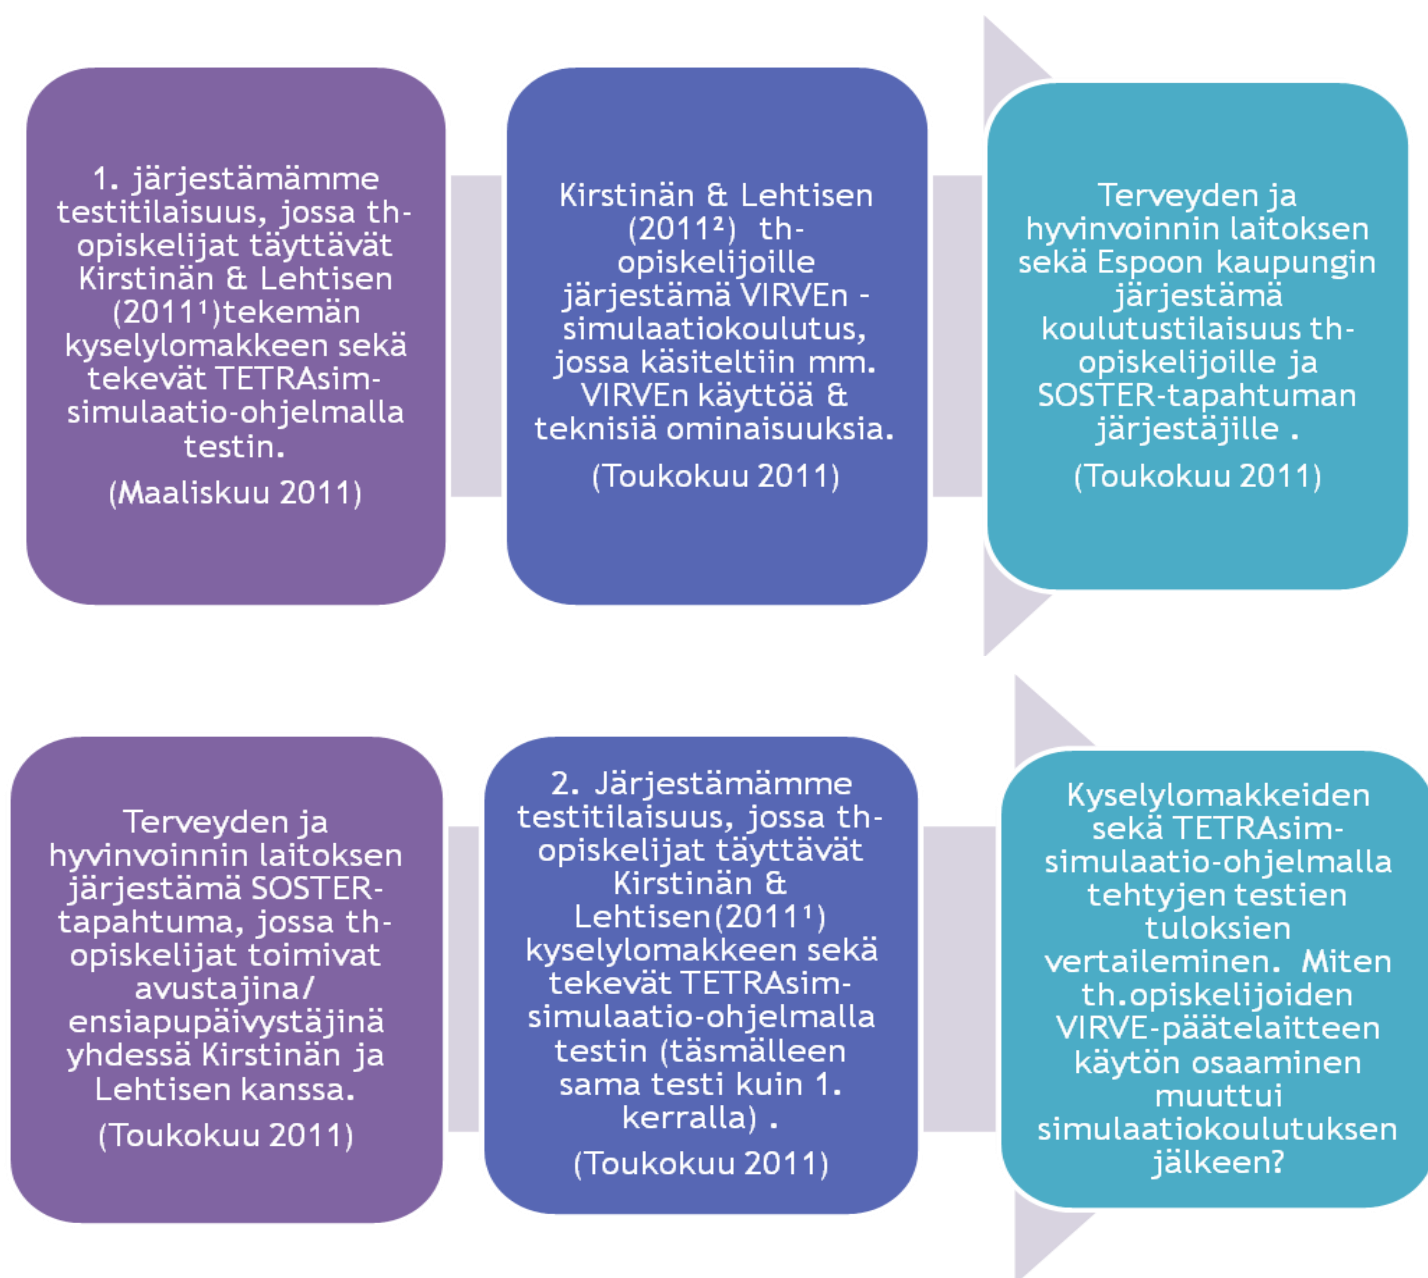 1. järjestämämme
testitilaisuus, jossa th-
opiskelijat täyttävät
Kirstinän & Lehtisen
(2011¹)tekemän
kyselylomakkeen sekä
tekevät TETRAsim-
simulaatio-ohjelmalla
testin.
(Maaliskuu 2011)
Kirstinän & Lehtisen
(2011²) th-
opiskelijoille
järjestämä VIRVEn -
simulaatiokoulutus,
jossa käsiteltiin mm.
VIRVEn käyttöä &
teknisiä ominaisuuksia.
(Toukokuu 2011)
Terveyden ja
hyvinvoinnin laitoksen
sekä Espoon kaupungin
järjestämä
koulutustilaisuus th-
opiskelijoille ja
SOSTER-tapahtuman
järjestäjille .
(Toukokuu 2011)
Terveyden ja
hyvinvoinnin laitoksen
järjestämä SOSTER-
tapahtuma, jossa th-
opiskelijat toimivat
avustajina/
ensiapupäivystäjinä
yhdessä Kirstinän ja
Lehtisen kanssa.
(Toukokuu 2011)
2. Järjestämämme
testitilaisuus, jossa th-
opiskelijat täyttävät
Kirstinän &
Lehtisen(2011¹)
kyselylomakkeen sekä
tekevät TETRAsim-
simulaatio-ohjelmalla
testin (täsmälleen
sama testi kuin 1.
kerralla) .
(Toukokuu 2011)
Kyselylomakkeiden
sekä TETRAsim-
simulaatio-ohjelmalla
tehtyjen testien
tuloksien
vertaileminen.  Miten
th.opiskelijoiden
VIRVE-päätelaitteen
käytön osaaminen
muuttui
simulaatiokoulutuksen
jälkeen?